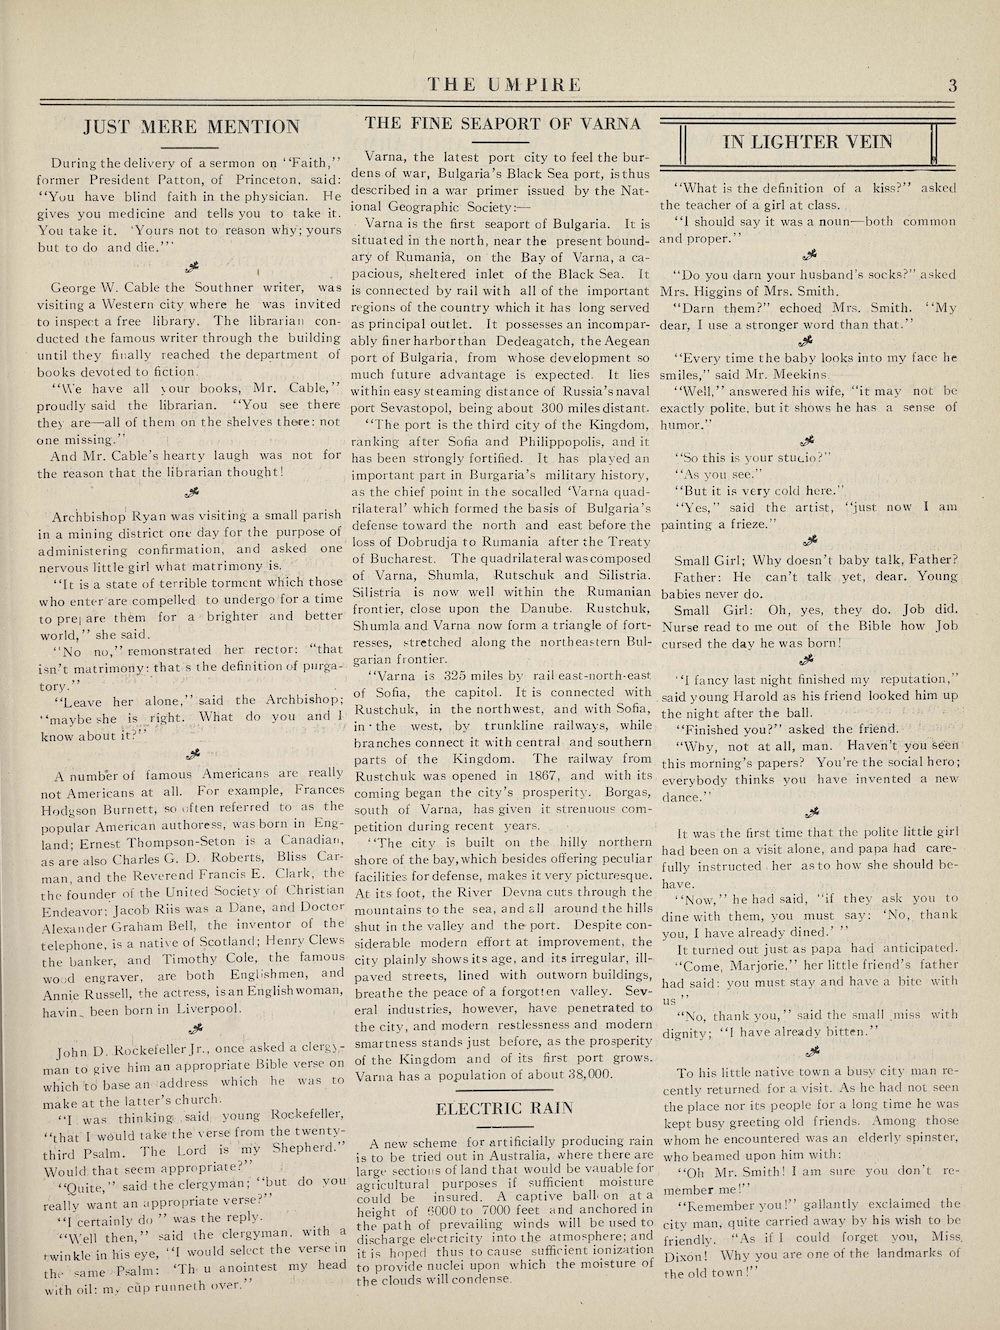 THE UMPIRE
3
JUST MERE MENTION
During the delivery of a sermon on "Faith,"
former President Patton, of Princeton, said:
"You have blind faith in the physician. He
gives you medicine and tells you to take it.
You take it. 'Yours not to reason why; yours
but to do and die.'"
George W. Cable the Southner writer, was
visiting a Western city where he was invited
to inspect a free library. The librarian con-
ducted the famous writer through the building
until they finally reached the department of
books devoted to fiction.
"We have all your books, Mr. Cable,"
proudly said the librarian. "You see there
they are—all of them on the shelves there: not
one missing."
And Mr. Cable's hearty laugh was not for
the reason that the librarian thought!
Archbishop Ryan was visiting a small parish
in a mining district one day for the purpose of
administering confirmation, and asked one
nervous little girl what matrimony is.
"It is a state of terrible torment which those
who enter are compelled to undergo for a time
to prepare them for a brighter and better
world," she said.
"No no," remonstrated her rector: "that
isn't matrimony: that s the definition of purga-
tory."
"Leave her alone," said the Archbishop;
"maybe she is right. What do you and I
know about it?"
A number of famous Americans are really
not Americans at all. For example, Frances
Hodgson Burnett, so often referred to as the
popular American authoress, was born in Eng-
land; Ernest Thompson-Seton is a Canadian,
as are also Charles G. D. Roberts, Bliss Car-
man, and the Reverend Francis E. Clark, the
the founder of the United Society of Christian
Endeavor: Jacob Riis was a Dane, and Doctor
Alexander Graham Bell, the inventor of the
telephone, is a native of Scotland; Henry Clews
the banker, and Timothy Cole, the famous
wood engraver, are both Englishmen, and
Annie Russell, the actress, is an Englishwoman,
havin been born in Liverpool.
John D. Rockefeller Jr., once asked a clergy-
man to give him an appropriate Bible verse on
which to base an address which he was to
make at the latter's church.
"I was thinking said young Rockefeller,
"that I would take the verse from the twenty-
third Psalm. The Lord is my Shepherd."
Would that seem appropriate?"
"Quite," said the clergyman; "but do you
really want an appropriate verse?"
"I certainly do" was the reply.
"Well then," said the clergyman, with a
twinkle in his eye, "I would select the verse in
the same Psalm: 'Th u anointest my head
with oil: my cup runneth over."
THE FINE SEAPORT OF VARNA
Varna, the latest port city to feel the bur-
dens of war, Bulgaria's Black Sea port, is thus
described in a war primer issued by the Nat-
ional Geographic Society:—
Varna is the first seaport of Bulgaria. It is
situated in the north, near the present bound-
ary of Rumania, on the Bay of Varna, a ca-
pacious, sheltered inlet of the Black Sea. It
is connected by rail with all of the important
regions of the country which it has long served
as principal outlet. It possesses an incompar-
ably finer harbor than Dedeagatch, the Aegean
port of Bulgaria, from whose development so
much future advantage is expected. It lies
within easy steaming distance of Russia's naval
port Sevastopol, being about 300 miles distant.
"The port is the third city of the Kingdom,
ranking after Sofia and Philippopolis, and it
has been strongly fortified. It has played an
important part in Burgaria's military history,
as the chief point in the socalled 'Varna quad-
rilateral' which formed the basis of Bulgaria's
defense toward the north and east before the
loss of Dobrudja to Rumania after the Treaty
of Bucharest. The quadrilateral was composed
of Varna, Shumla, Rutschuk and Silistria.
Silistria is now well within the Rumanian
frontier, close upon the Danube. Rustchuk,
Shumla and Varna now form a triangle of fort-
resses, stretched along the northeastern Bul-
garian frontier.
"Varna is 325 miles by rail east-north-east
of Sofia, the capitol. It is connected with
Rustchuk, in the northwest, and with Sofia,
in the west, by trunkline railways, while
branches connect it with central and southern
parts of the Kingdom. The railway from
Rustchuk was opened in 1867, and with its
coming began the city's prosperity. Borgas,
south of Varna, has given it strenuous com-
petition during recent years.
"The city is built on the hilly northern
shore of the bay, which besides offering peculiar
facilities for defense, makes it very picturesque.
At its foot, the River Devna cuts through the
mountains to the sea, and all around the hills
shut in the valley and the port. Despite con-
siderable modern effort at improvement, the
city plainly shows its age, and its irregular, ill-
paved streets, lined with outworn buildings,
breathe the peace of a forgotten valley. Sev-
eral industries, however, have penetrated to
the city, and modern restlessness and modern
smartness stands just before, as the prosperity
of the Kingdom and of its first port grows.
Varna has a population of about 38,000.
ELECTRIC RAIN
A new scheme for artificially producing rain
is to be tried out in Australia, where there are
large sections of land that would be vauable for
agricultural purposes if sufficient moisture
could be insured. A captive ball on at a
height of 6000 to 7000 feet and anchored in
the path of prevailing winds will be used to
discharge electricity into the atmosphere; and
it is hoped thus to cause sufficient ionization
to provide nuclei upon which the moisture of
the clouds will condense.
IN LIGHTER VEIN
"What is the definition of a kiss?" asked
the teacher of a girl at class.
"I should say it was a noun—both common
and proper."
"Do you darn your husband's socks?" asked
Mrs. Higgins of Mrs. Smith.
"Darn them?" echoed Mrs. Smith. "My
dear, I use a stronger word than that."
"Every time the baby looks into my face he
smiles," said Mr. Meekins.
"Well," answered his wife, "it may not be
exactly polite, but it shows he has a sense of
humor."
"So this is your studio?"
"As you see."
"But it is very cold here."
"Yes," said the artist, "just now I am
painting a frieze."
Small Girl; Why doesn't baby talk, Father?
Father: He can't talk yet, dear. Young
babies never do.
Small Girl: Oh, yes, they do. Job did.
Nurse read to me out of the Bible how Job
cursed the day he was born!
"I fancy last night finished my reputation,"
said young Harold as his friend looked him up
the night after the ball.
"Finished you?" asked the friend.
"Why, not at all, man. Haven't you seen
this morning's papers? You're the social hero;
everybody thinks you have invented a new
dance."
It was the first time that the polite little girl
had been on a visit alone, and papa had care-
fully instructed her as to how she should be-
have.
"Now," he had said, "if they ask you to
dine with them, you must say: 'No, thank
you, I have already dined.' "
It turned out just as papa had anticipated.
"Come, Marjorie," her little friend's father
had said: you must stay and have a bite with
us"
"No, thank you," said the small miss with
dignity; "I have already bitten."
To his little native town a busy city man re-
cently returned for a visit. As he had not seen
the place nor its people for a long time he was
kept busy greeting old friends. Among those
whom he encountered was an elderly spinster,
who beamed upon him with:
"Oh Mr. Smith! I am sure you don't re-
member me!"
"Remember you!" gallantly exclaimed the
city man, quite carried away by his wish to be
friendly. "As if I could forget you, Miss.
Dixon! Why you are one of the landmarks of
the old town!"